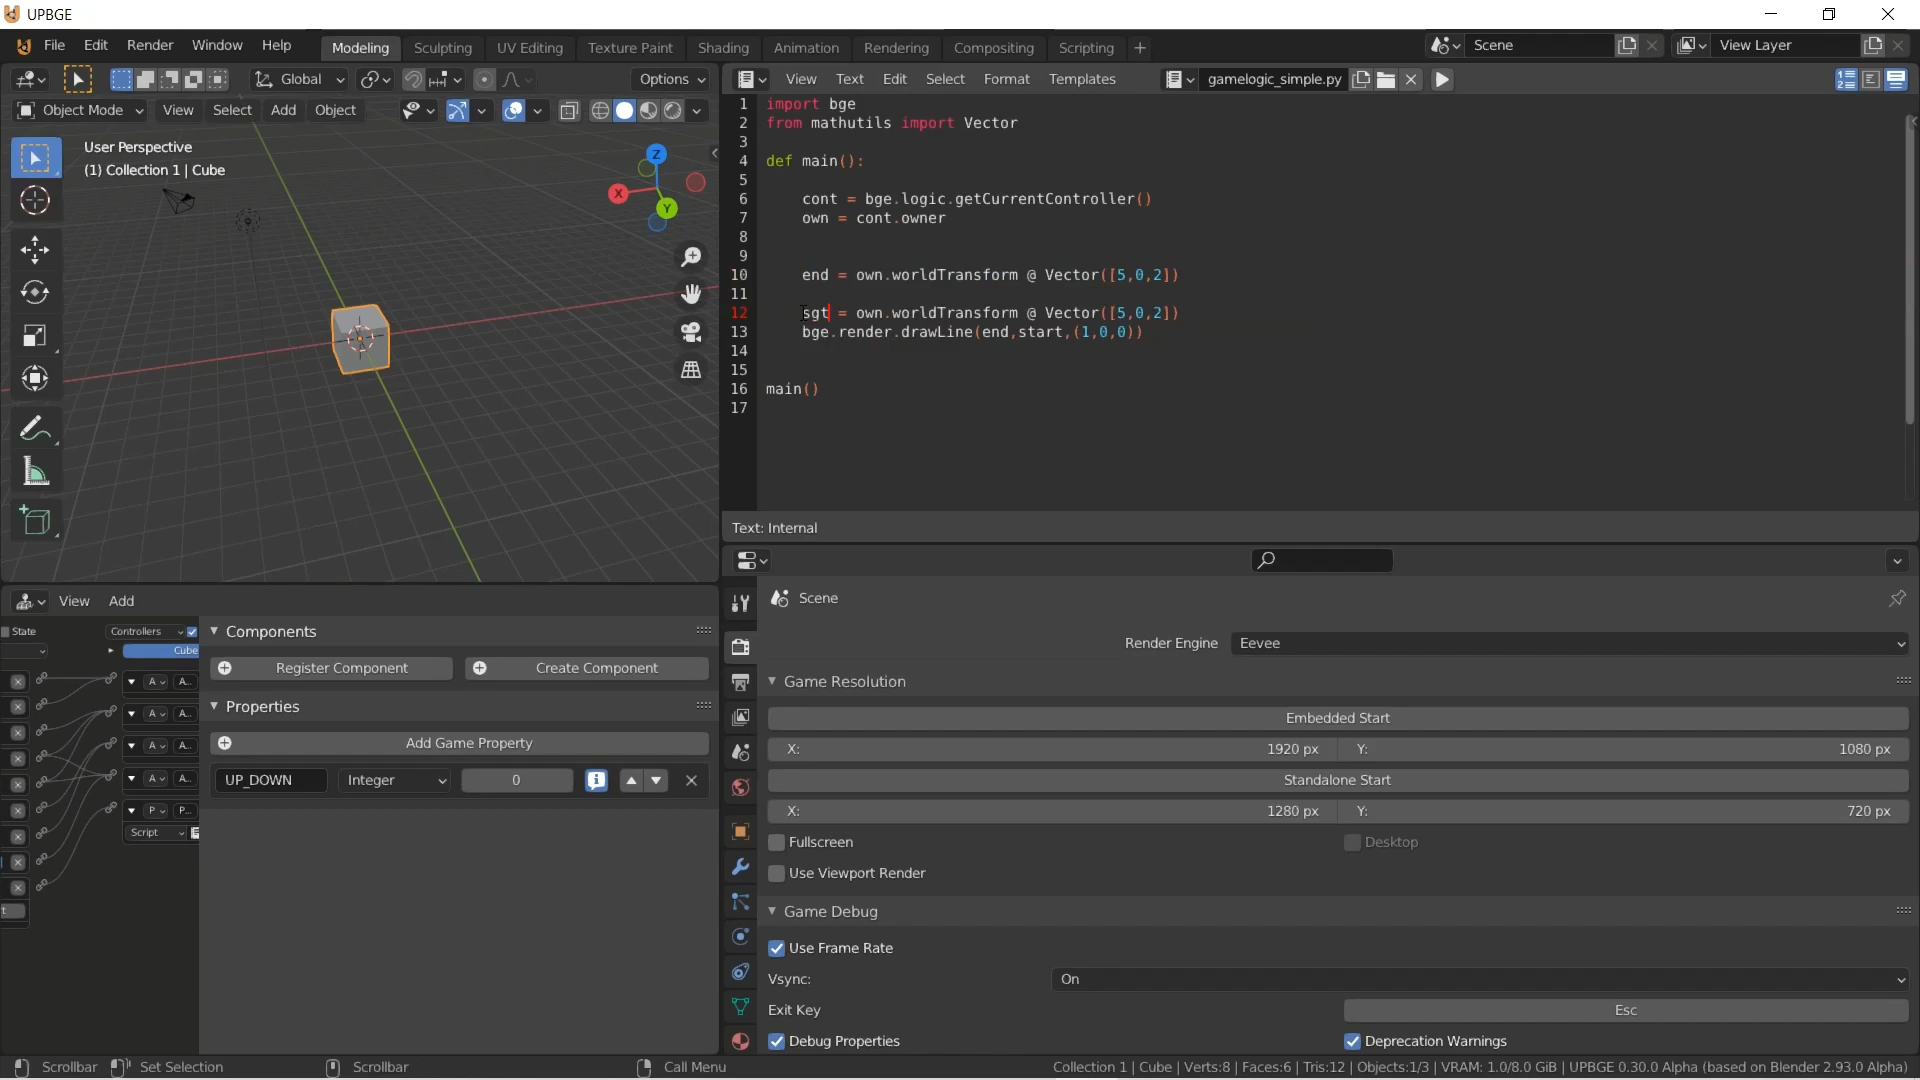 UPBGE
File Edit Render Window Help
Modeling Sculpting UV Editing Texture Paint Shading Animation Rendering Compositing Scripting +
Scene
View Layer
Global
Options
Object Mode View Select Add Object
User Perspective
(1) Collection 1 | Cube
Z
X
Y
View Text Edit Select Format Templates
gamelogic_simple.py
1 import bge
2 from mathutils import Vector
3
4 def main():
5
6 cont = bge.logic.getCurrentController()
7 own = cont.owner
8
9
10 end = own.worldTransform @ Vector([5,0,2])
11
12 sgt = own.worldTransform @ Vector([5,0,2])
13 bge.render.drawLine(end,start,(1,0,0))
14
15
16 main()
17
Text: Internal
View Add
State
Controllers
Cube
A A...
A A...
A A...
A A...
P P...
Script
t
Components
Register Component
Create Component
Properties
Add Game Property
UP_DOWN Integer 0
Scene
Render Engine Eevee
Game Resolution
Embedded Start
X: 1920 px Y: 1080 px
Standalone Start
X: 1280 px Y: 720 px
Fullscreen
Desktop
Use Viewport Render
Game Debug
Use Frame Rate
Vsync: On
Exit Key Esc
Debug Properties
Deprecation Warnings
Scrollbar Set Selection Scrollbar Call Menu
Collection 1 | Cube | Verts:8 | Faces:6 | Tris:12 | Objects:1/3 | VRAM: 1.0/8.0 GiB | UPBGE 0.30.0 Alpha (based on Blender 2.93.0 Alpha)